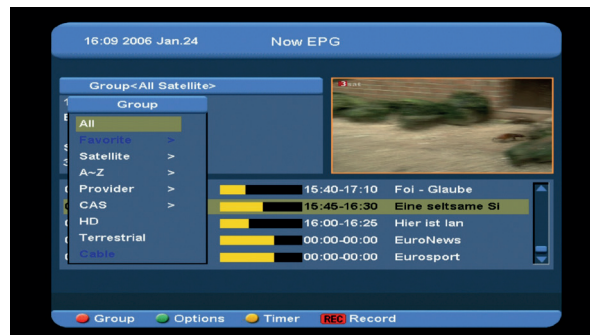 16:09 2006 Jan.24 Now EPG
Group<All Satellite>
Group
All
Favorite >
Satellite >
A~Z >
Provider >
CAS >
HD
Terrestrial
Cable
15:40-17:10 Foi - Glaube
15:45-16:30 Eine seltsame Si
16:00-16:25 Hier ist Ian
00:00-00:00 EuroNews
00:00-00:00 Eurosport
Group Options Timer REC Record